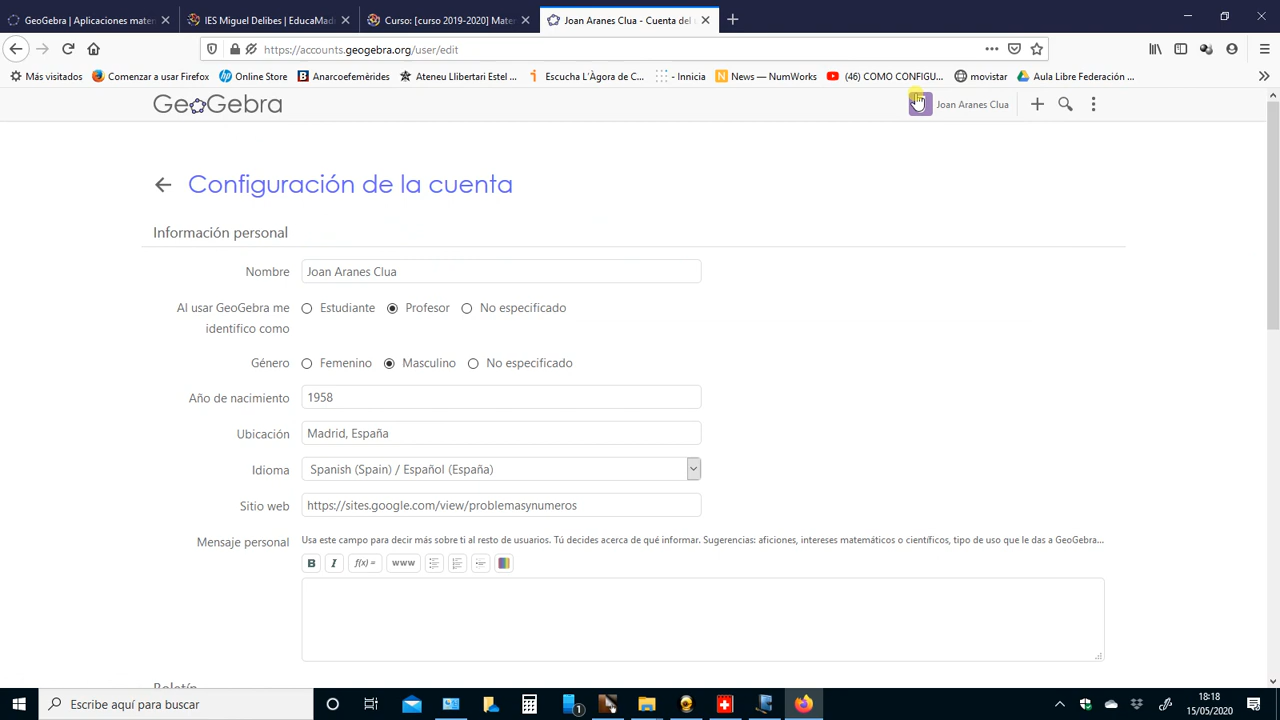 GeoGebra | Aplicaciones mater
IES Miguel Delibes | EducaMadr
Curso: [curso 2019-2020] Mater
Joan Aranes Clua - Cuenta del
https://accounts.geogebra.org/user/edit
Más visitados
Comenzar a usar Firefox
Online Store
Anarcoefemèrides
Ateneu Llibertari Estel ...
Escucha L'Àgora de C...
- Innicia
News — NumWorks
(46) COMO CONFIGU...
movistar
Aula Libre Federación ...
GeoGebra
Joan Aranes Clua
Configuración de la cuenta
Información personal
Nombre
Joan Aranes Clua
Al usar GeoGebra me
identifico como
Estudiante
Profesor
No especificado
Género
Femenino
Masculino
No especificado
Año de nacimiento
1958
Ubicación
Madrid, España
Idioma
Spanish (Spain) / Español (España)
Sitio web
https://sites.google.com/view/problemasynumeros
Mensaje personal
Usa este campo para decir más sobre ti al resto de usuarios. Tú decides acerca de qué informar. Sugerencias: aficiones, intereses matemáticos o científicos, tipo de uso que le das a GeoGebra...
B
I
f(x) =
www
Boletín
Escribe aquí para buscar
1
18:18
15/05/2020